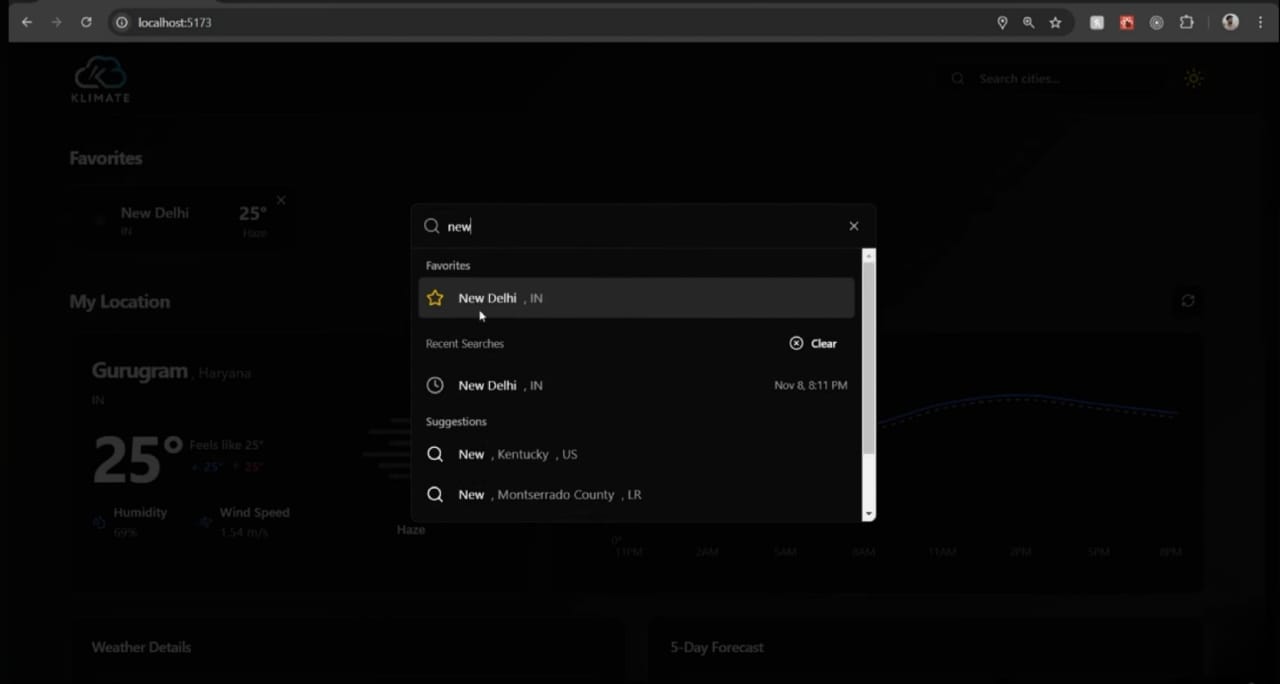 localhost:5173
KLIMATE
Search cities...
Favorites
New Delhi
IN
25°
Haze
My Location
Gurugram , Haryana
IN
25°
Feels like 25°
25° 25°
Humidity
69%
Wind Speed
1.54 m/s
Haze
new
Favorites
New Delhi , IN
Recent Searches
Clear
New Delhi , IN
Nov 8, 8:11 PM
Suggestions
New , Kentucky , US
New , Montserrado County , LR
0°
11PM 2AM 5AM 8AM 11AM 2PM 5PM 8PM
Weather Details
5-Day Forecast